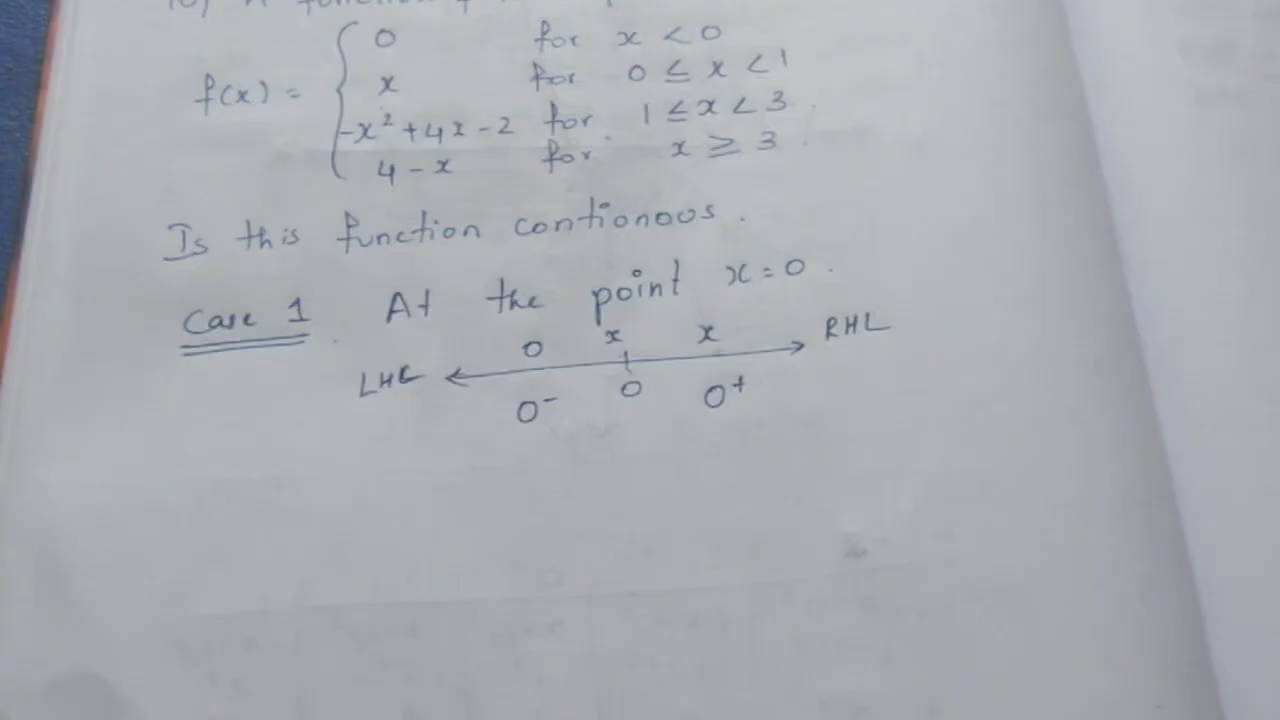 f(x) = { 0 for x < 0
x for 0 ≤ x < 1
-x² + 4x - 2 for 1 ≤ x < 3
4 - x for x ≥ 3
Is this function contionoos.
Case 1. At the point x = 0.
0 x x RHL
LHL 0⁻ 0 0⁺